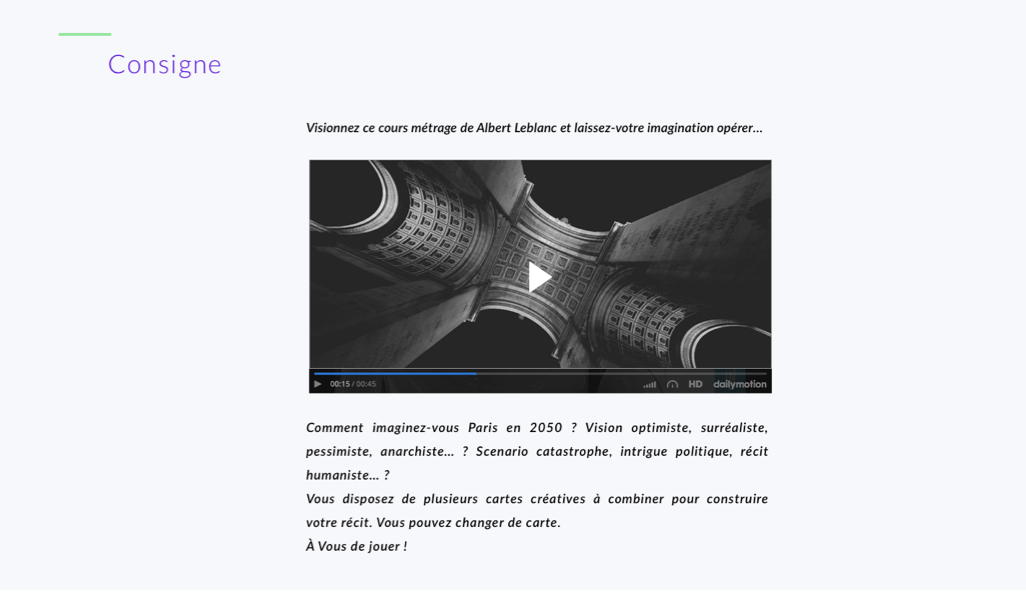 Consigne
Visionnez ce cours métrage de Albert Leblanc et laissez-votre imagination opérer...
00:15 / 00:45
HD
dailymotion
Comment imaginez-vous Paris en 2050 ? Vision optimiste, surréaliste,
pessimiste, anarchiste... ? Scenario catastrophe, intrigue politique, récit
humaniste... ?
Vous disposez de plusieurs cartes créatives à combiner pour construire
votre récit. Vous pouvez changer de carte.
À Vous de jouer !